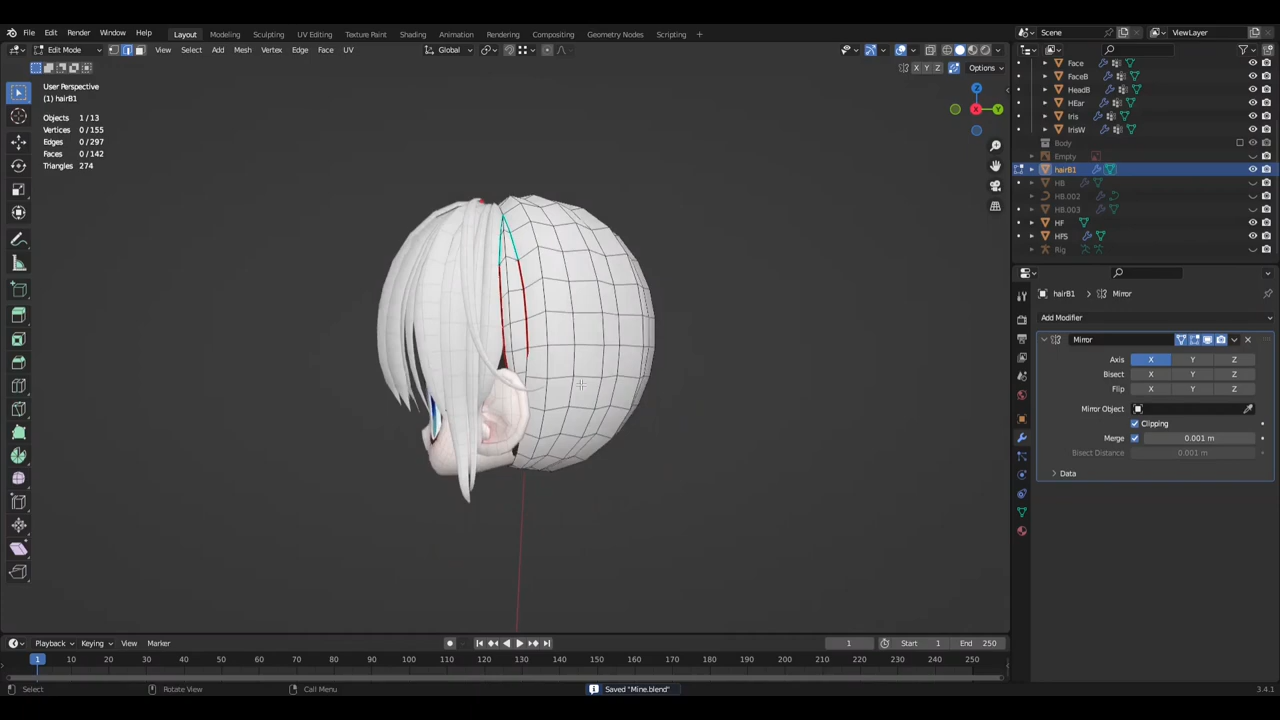 File Edit Render Window Help Layout Modeling Sculpting UV Editing Texture Paint Shading Animation Rendering Compositing Geometry Nodes Scripting Scene ViewLayer
Edit Mode View Select Add Mesh Vertex Edge Face UV Global
X Y Z Options
User Perspective
(1) hairB1
Objects 1/13
Vertices 0/155
Edges 0/297
Faces 0/142
Triangles 274
Z
Y
X
Face
FaceB
HeadB
HEar
Iris
IrisW
Body
Empty
hairB1
HB
HB.002
HB.003
HF
HFS
Rig
hairB1 Mirror
Add Modifier
Mirror
Axis X Y Z
Bisect X Y Z
Flip X Y Z
Mirror Object
Clipping
Merge 0.001 m
Bisect Distance 0.001 m
Data
Playback Keying View Marker 1 Start 1 End 250
1 10 20 30 40 50 60 70 80 90 100 110 120 130 140 150 160 170 180 190 200 210 220 230 240 250
Select Rotate View Call Menu Saved "Mine.blend" 3.4.1